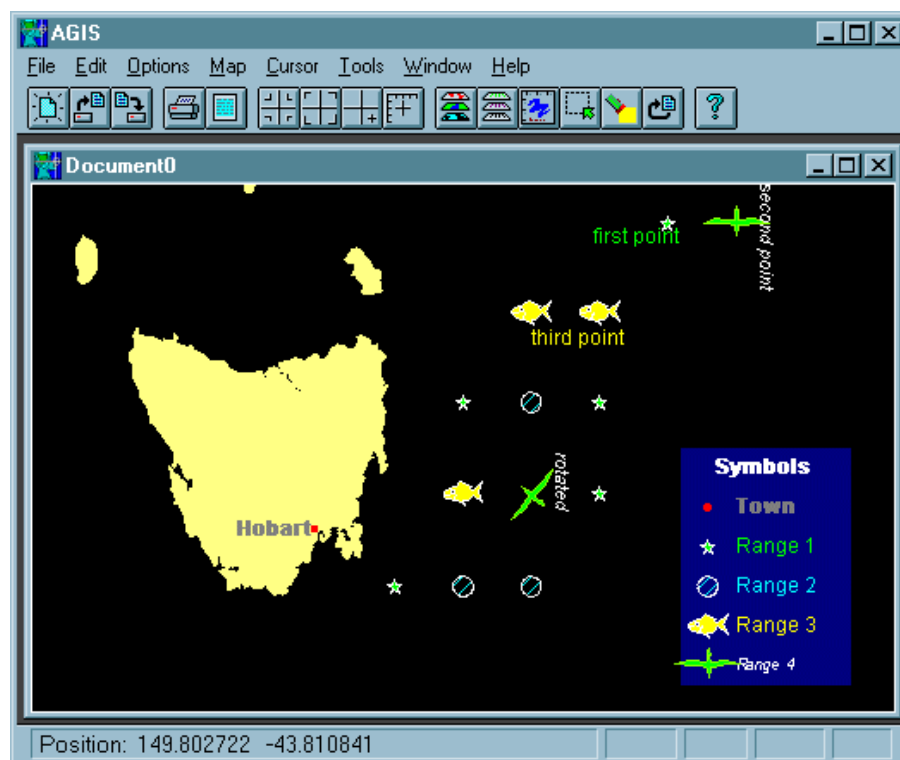 AGIS
File Edit Options Map Cursor Tools Window Help
Document0
first point
second point
third point
rotated
Hobart
Symbols
Town
Range 1
Range 2
Range 3
Range 4
Position: 149.802722 -43.810841